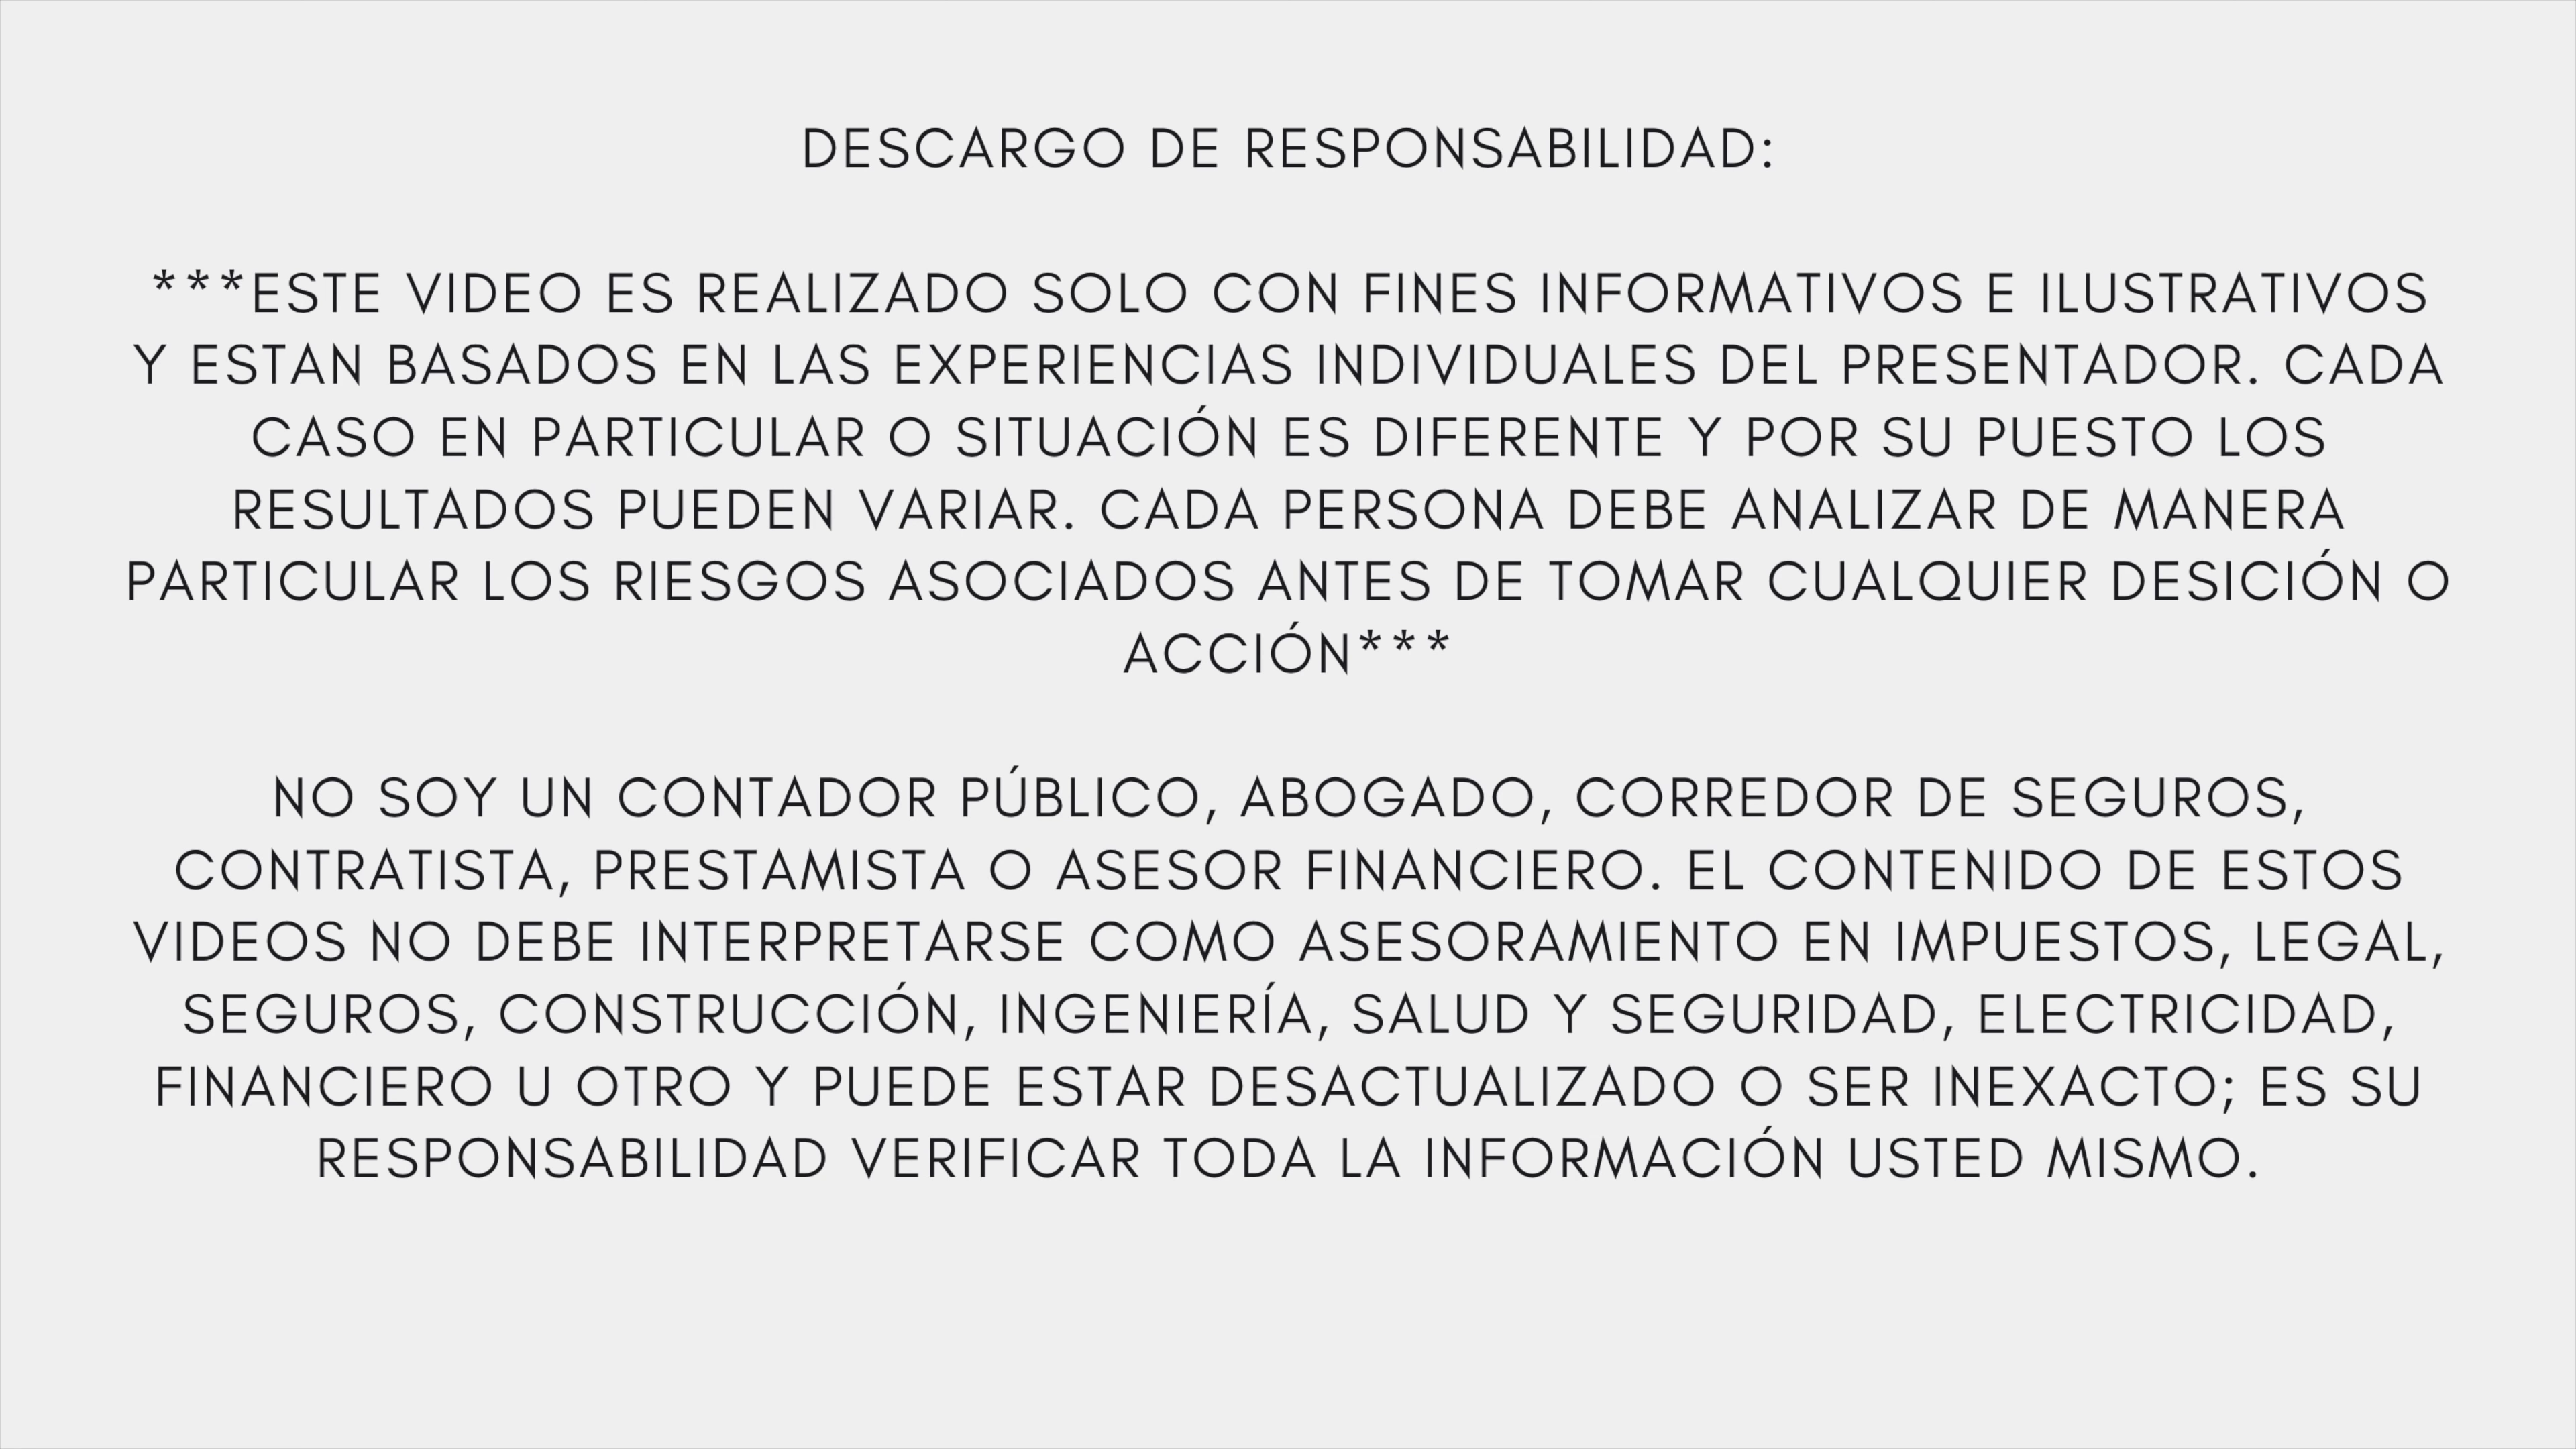 DESCARGO DE RESPONSABILIDAD:
***ESTE VIDEO ES REALIZADO SOLO CON FINES INFORMATIVOS E ILUSTRATIVOS
Y ESTAN BASADOS EN LAS EXPERIENCIAS INDIVIDUALES DEL PRESENTADOR. CADA
CASO EN PARTICULAR O SITUACIÓN ES DIFERENTE Y POR SU PUESTO LOS
RESULTADOS PUEDEN VARIAR. CADA PERSONA DEBE ANALIZAR DE MANERA
PARTICULAR LOS RIESGOS ASOCIADOS ANTES DE TOMAR CUALQUIER DESICIÓN O
ACCIÓN***
NO SOY UN CONTADOR PÚBLICO, ABOGADO, CORREDOR DE SEGUROS,
CONTRATISTA, PRESTAMISTA O ASESOR FINANCIERO. EL CONTENIDO DE ESTOS
VIDEOS NO DEBE INTERPRETARSE COMO ASESORAMIENTO EN IMPUESTOS, LEGAL,
SEGUROS, CONSTRUCCIÓN, INGENIERÍA, SALUD Y SEGURIDAD, ELECTRICIDAD,
FINANCIERO U OTRO Y PUEDE ESTAR DESACTUALIZADO O SER INEXACTO; ES SU
RESPONSABILIDAD VERIFICAR TODA LA INFORMACIÓN USTED MISMO.